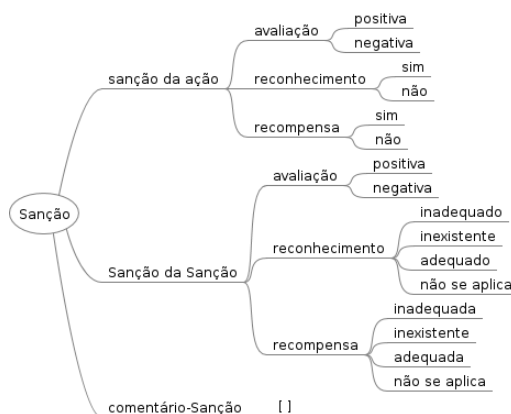 positiva
avaliação
negativa
sim
sanção da ação
reconhecimento
não
sim
recompensa
não
positiva
avaliação
negativa
Sanção
inadequado
inexistente
reconhecimento
adequado
Sanção da Sanção
não se aplica
inadequada
inexistente
recompensa
adequada
não se aplica
comentário-Sanção [ ]